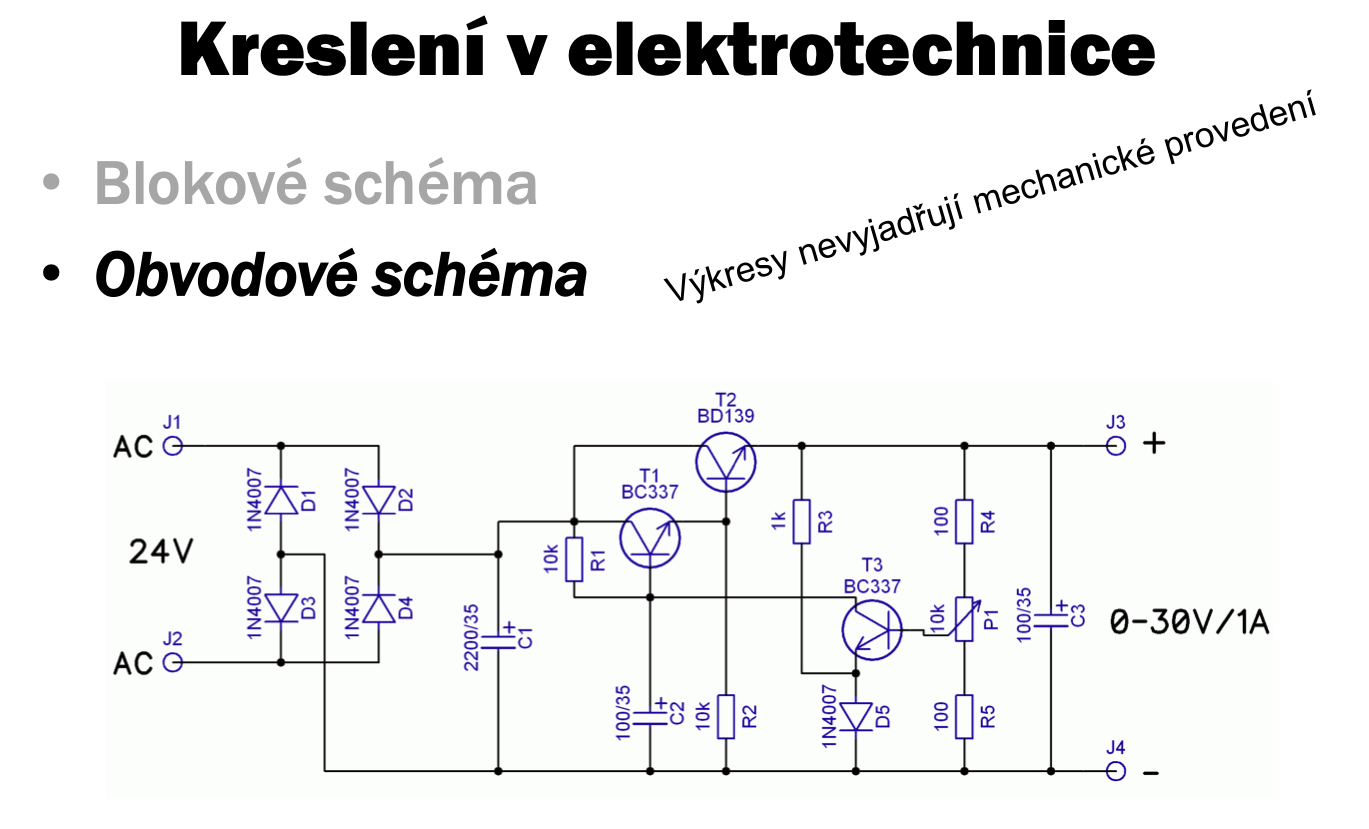 Kreslení v elektrotechnice
• Blokové schéma
• Obvodové schéma
Výkresy nevyjadřují mechanické provedení
T2
BD139
J1
AC
J3
+
T1
BC337
1N4007
D1
1N4007
D2
1k
R3
100
R4
24V
10k
R1
T3
BC337
1N4007
D3
1N4007
D4
2200/35
+
C1
10k
P1
100/35
+
C3
0-30V/1A
J2
AC
100/35
+
C2
10k
R2
1N4007
D5
100
R5
J4
-